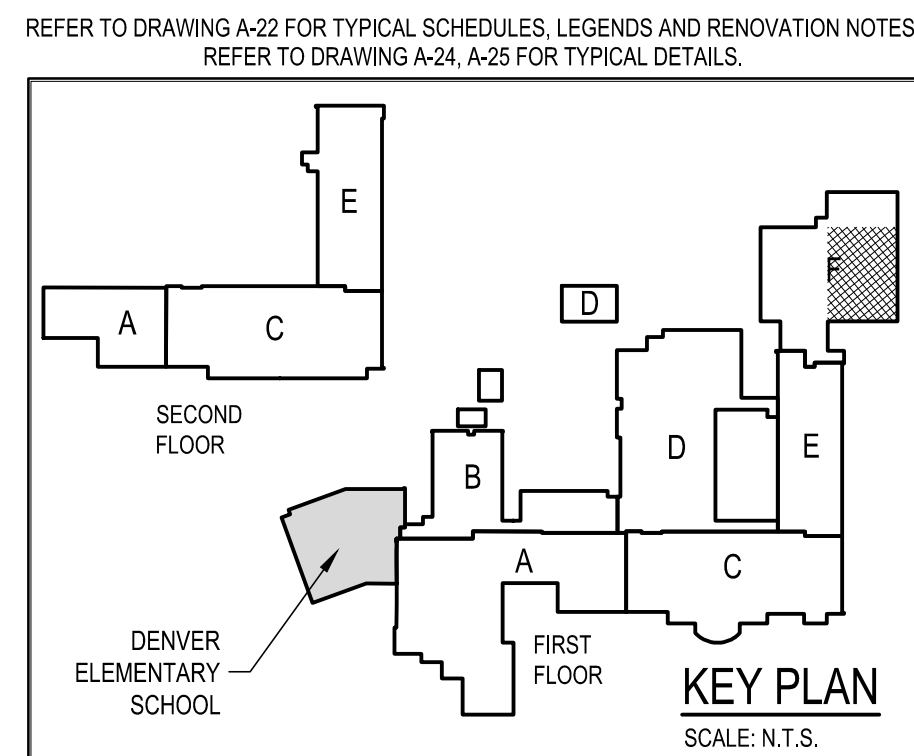 REFER TO DRAWING A-22 FOR TYPICAL SCHEDULES, LEGENDS AND RENOVATION NOTES
REFER TO DRAWING A-24, A-25 FOR TYPICAL DETAILS.
E
A
C
SECOND
FLOOR
F
D
B
D
E
A
C
DENVER
ELEMENTARY
SCHOOL
FIRST
FLOOR
KEY PLAN
SCALE: N.T.S.